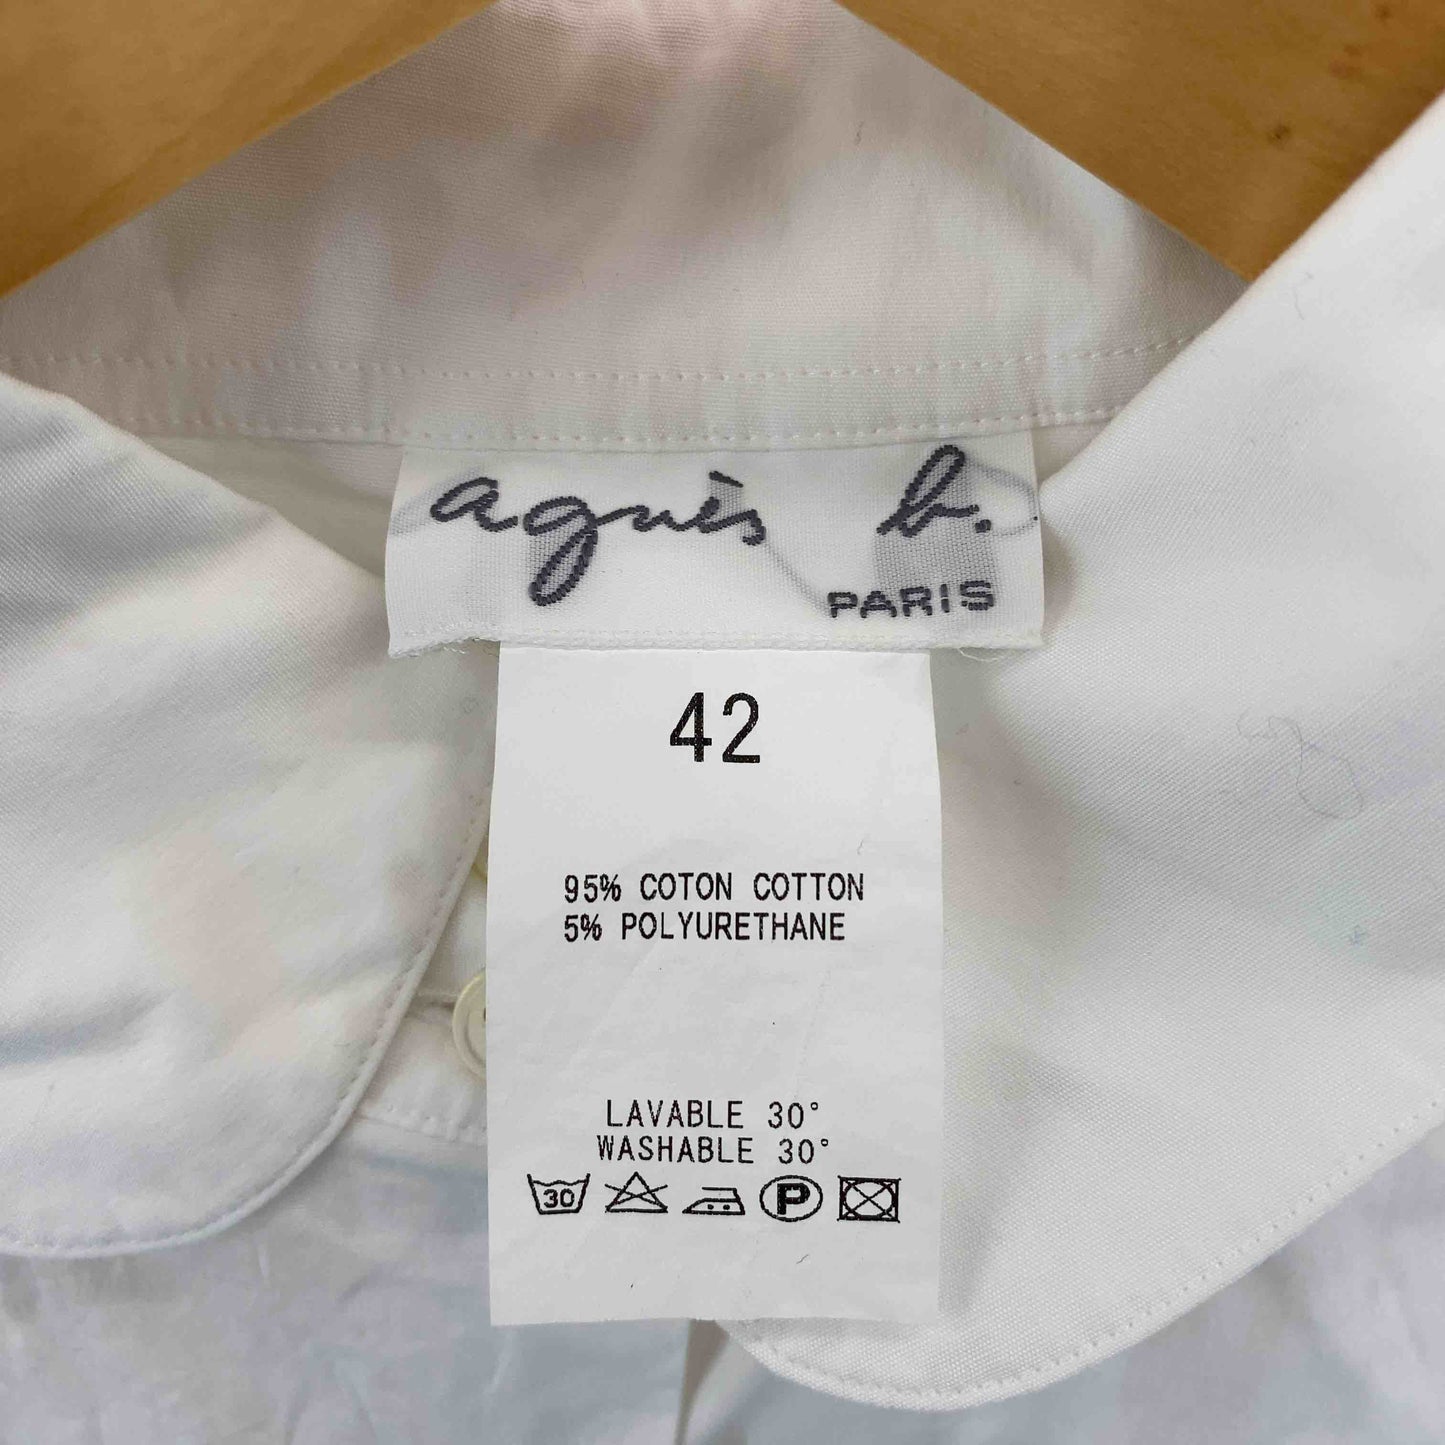 agnès b.
PARIS
42
95% COTON COTTON
5% POLYURETHANE
LAVABLE 30°
WASHABLE 30°
30 P